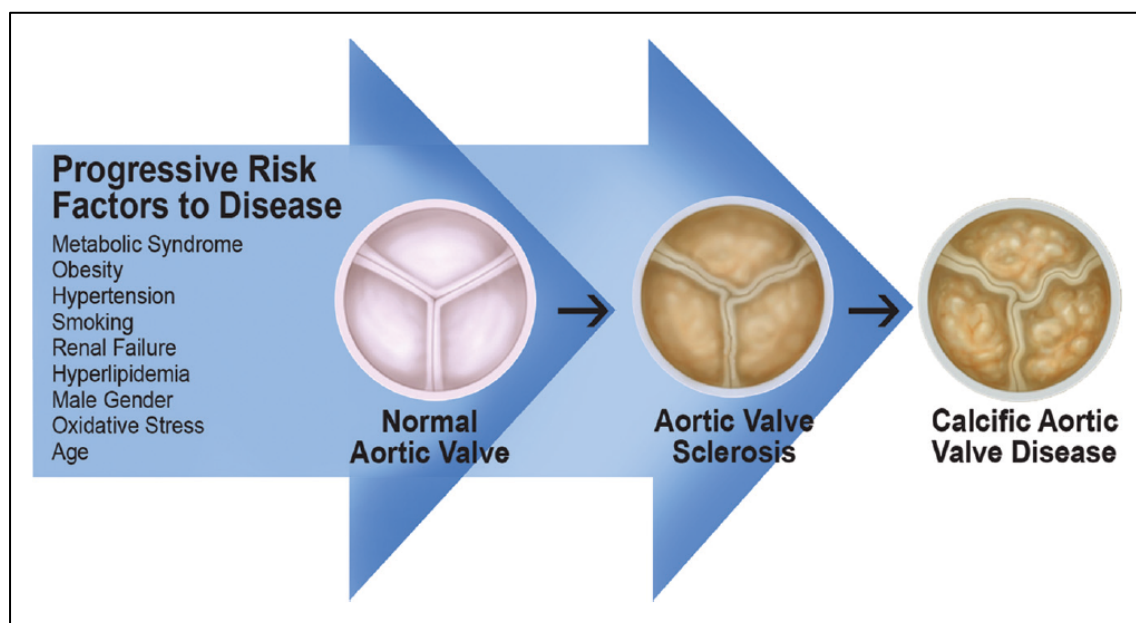 Progressive Risk
Factors to Disease
Metabolic Syndrome
Obesity
Hypertension
Smoking
Renal Failure
Hyperlipidemia
Male Gender
Oxidative Stress
Age
Normal
Aortic Valve
Aortic Valve
Sclerosis
Calcific Aortic
Valve Disease